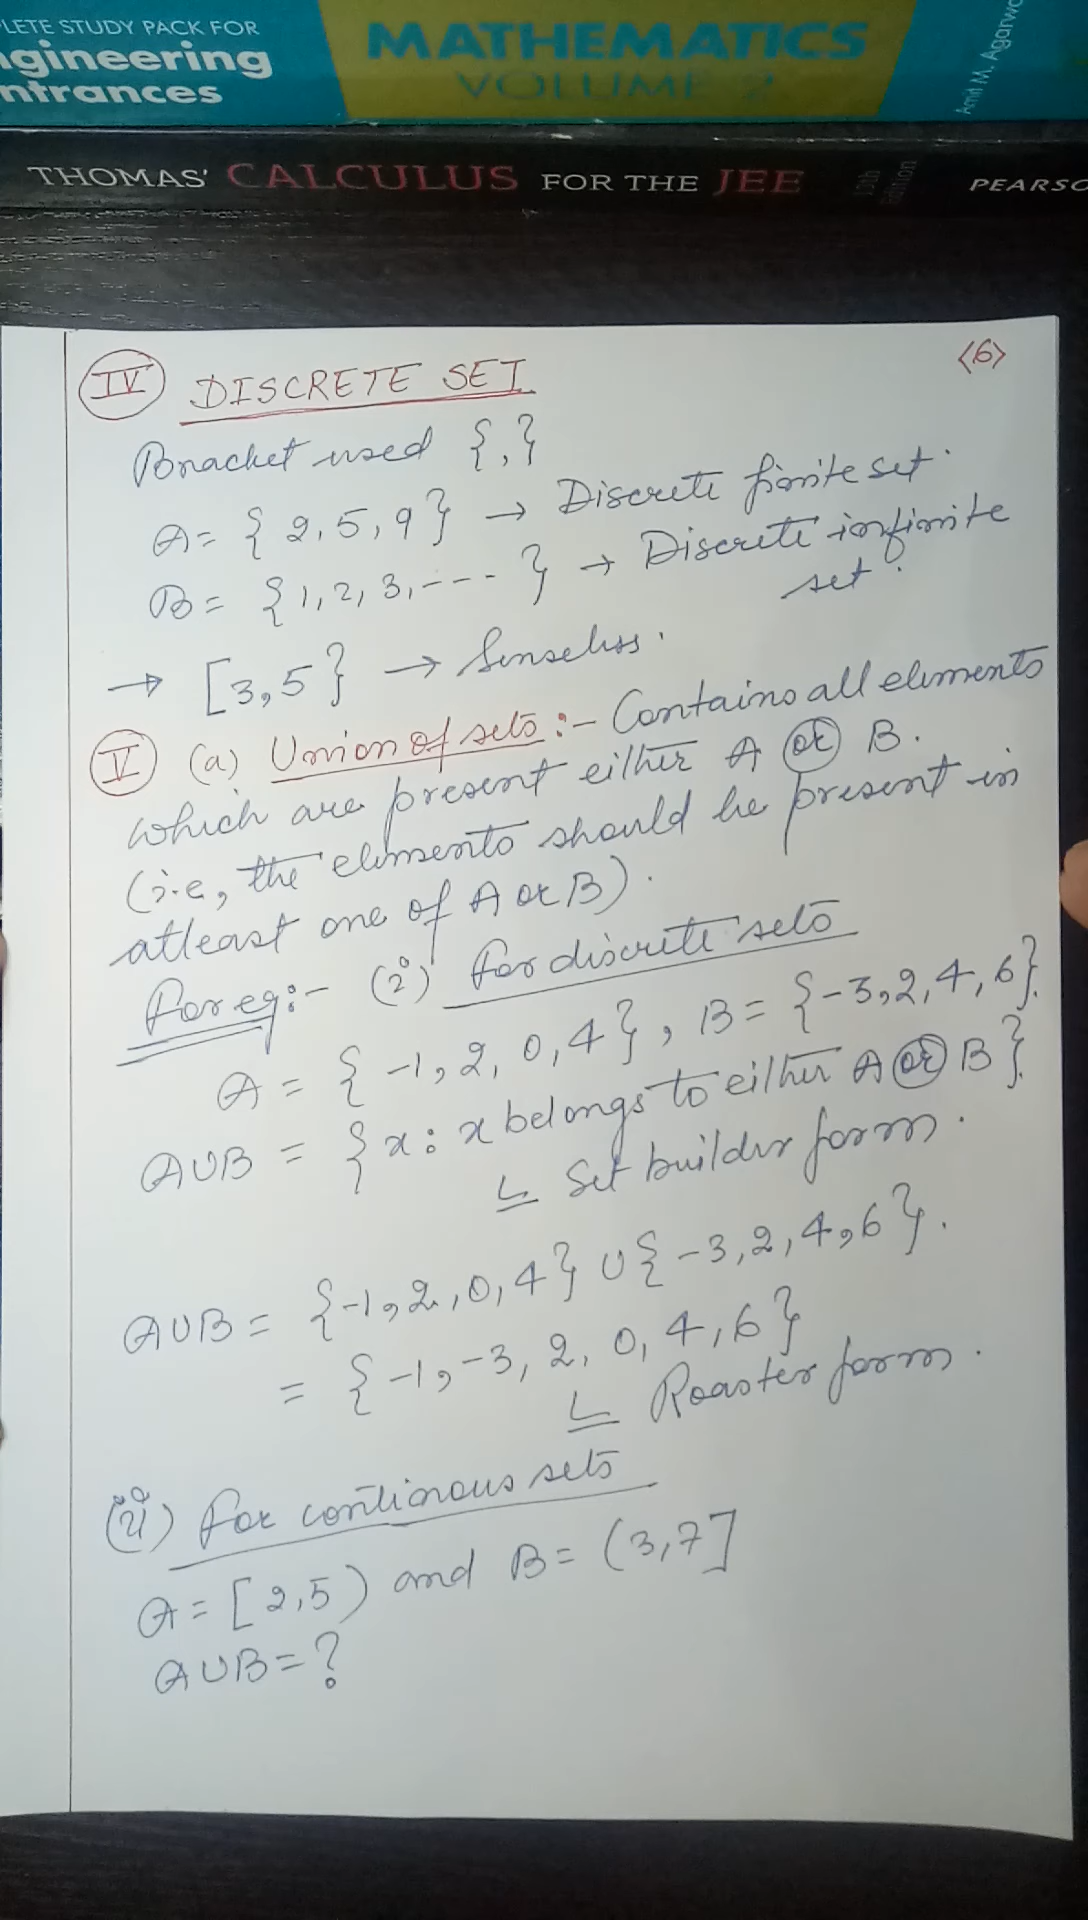 LETE STUDY PACK FOR
gineering
ntrances
MATHEMATICS
VOLUME 2
Amit M. Agarwa
THOMAS' CALCULUS FOR THE JEE
13th Edition
PEARSO
<6>
IV DISCRETE SET
Bracket used { , }
A = { 2, 5, 9 } → Discrete finite set.
B = { 1, 2, 3, ---- } → Discrete infinite
set.
→ [3, 5 } → Senseless.
V (a) Union of sets :- Contains all elements
which are present either A or B.
(i.e, the elements should be present in
atleast one of A or B).
For eg:- (i) For discrete sets
A = { -1, 2, 0, 4 }, B = { -3, 2, 4, 6 }.
A∪B = { x : x belongs to either A or B }.
↳ Set builder form.
A∪B = { -1, 2, 0, 4 } ∪ { -3, 2, 4, 6 }.
= { -1, -3, 2, 0, 4, 6 }
↳ Roaster form.
(ii) For continous sets
A = [ 2, 5 ) and B = ( 3, 7 ]
A∪B = ?